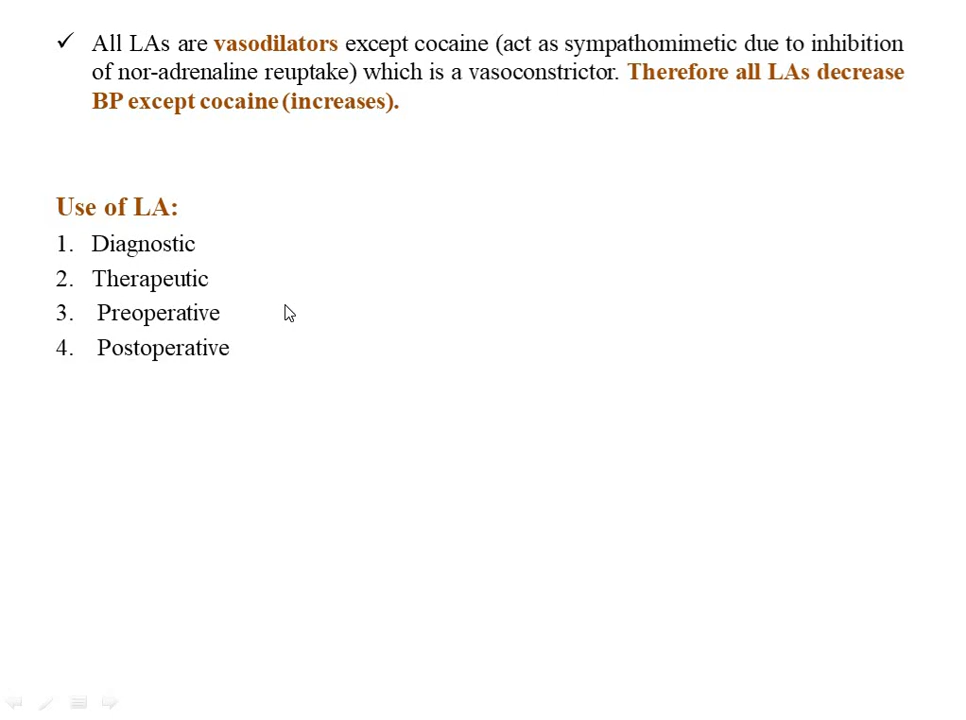 ✓ All LAs are vasodilators except cocaine (act as sympathomimetic due to inhibition
of nor-adrenaline reuptake) which is a vasoconstrictor. Therefore all LAs decrease
BP except cocaine (increases).
Use of LA:
1. Diagnostic
2. Therapeutic
3. Preoperative
4. Postoperative